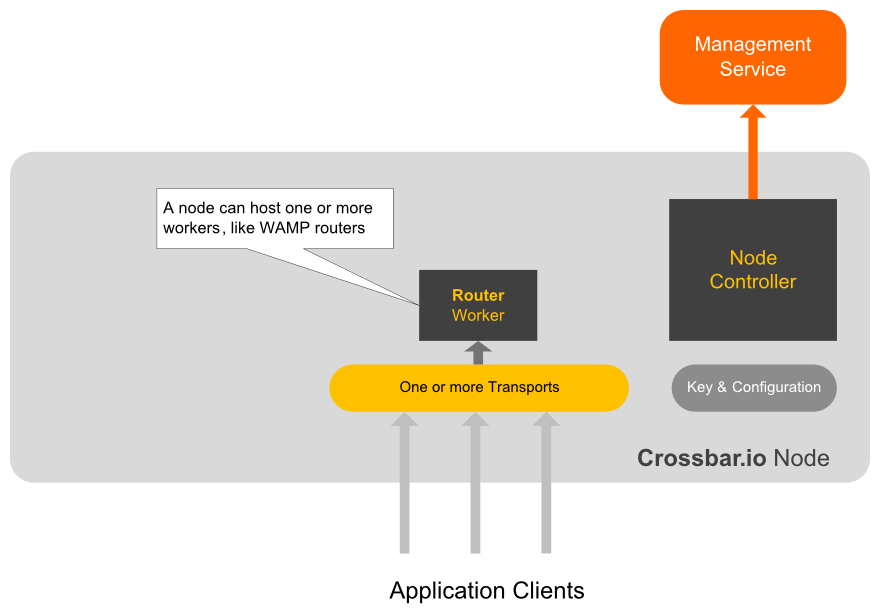 Management
Service
A node can host one or more
workers, like WAMP routers
Node
Controller
Router
Worker
One or more Transports
Key & Configuration
Crossbar.io Node
Application Clients